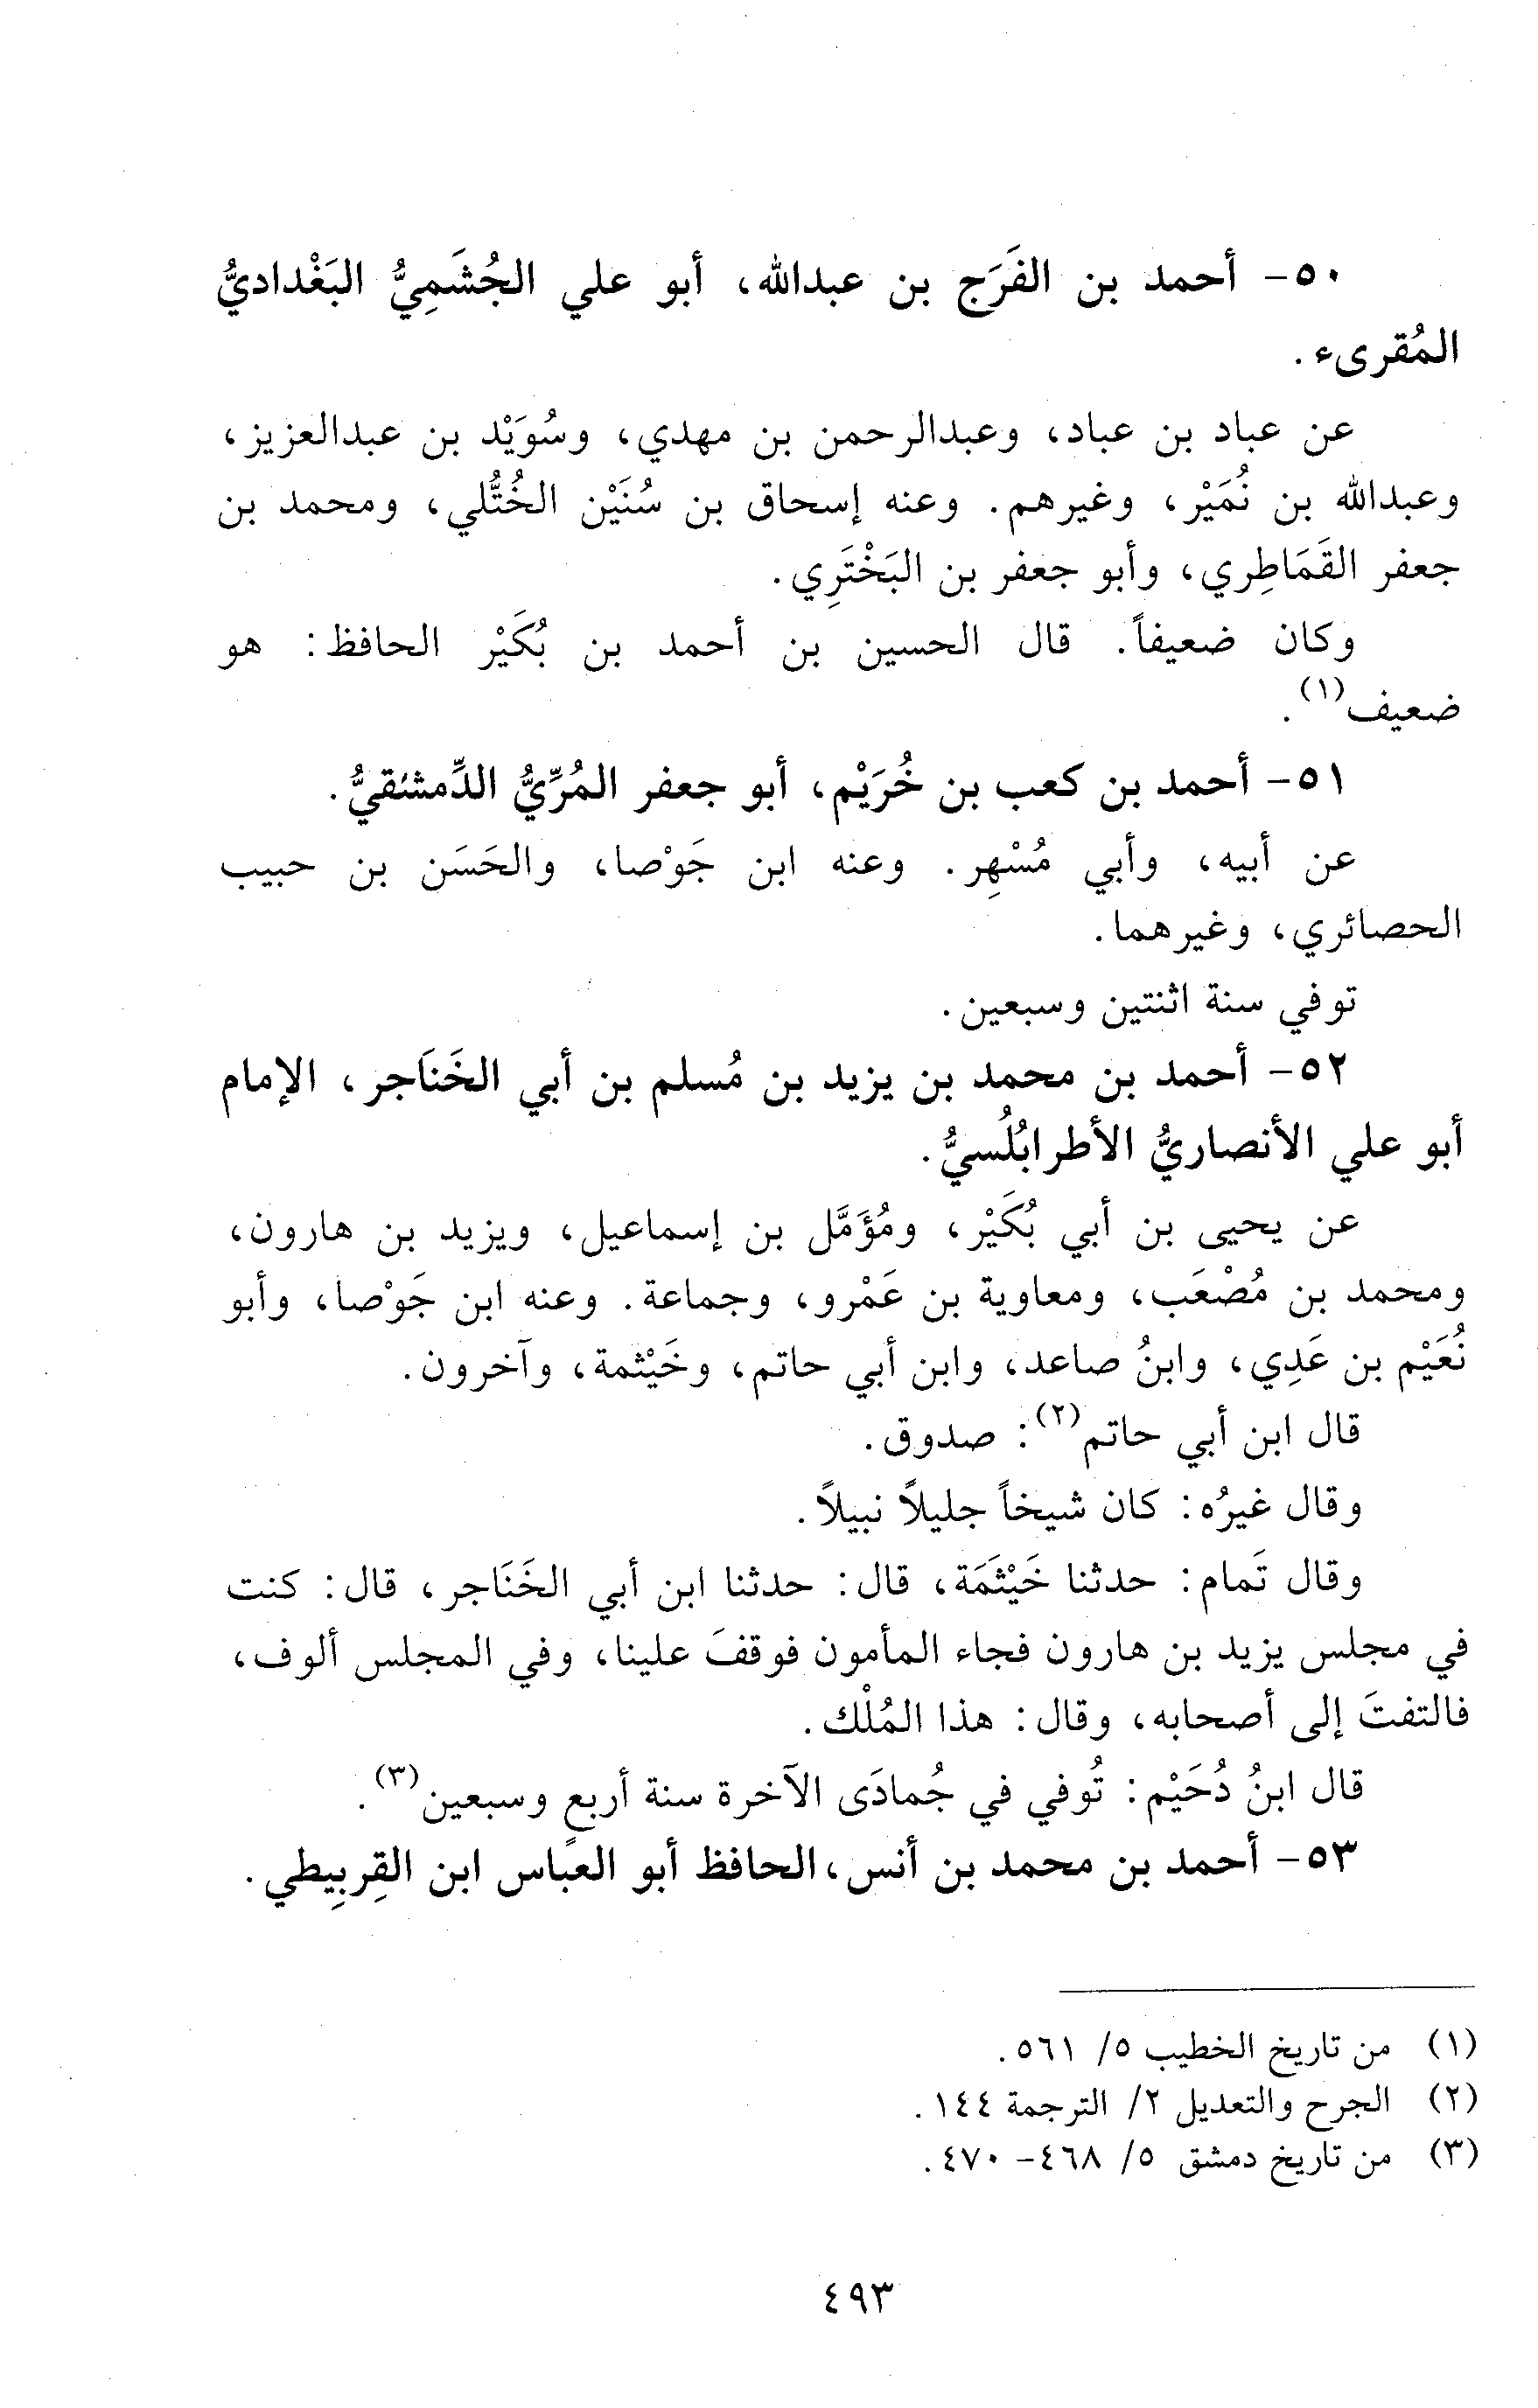 ٥٠- أحمد بن الفَرَج بن عبدالله، أبو علي الجُشَمِيُّ البَغْداديُّ
المُقرىء.
عن عباد بن عباد، وعبدالرحمن بن مهدي، وسُوَيْد بن عبدالعزيز،
وعبدالله بن نُمَيْر، وغيرهم. وعنه إسحاق بن سُنَيْن الخُتُّلي، ومحمد بن
جعفر القَمَاطِري، وأبو جعفر بن البَخْتَرِي.
وكان ضعيفاً. قال الحسين بن أحمد بن بُكَيْر الحافظ: هو
ضعيف(١).
٥١- أحمد بن كعب بن خُرَيْم، أبو جعفر المُرِّيُّ الدِّمشقيُّ.
عن أبيه، وأبي مُسْهِر. وعنه ابن جَوْصا، والحَسَن بن حبيب
الحصائري، وغيرهما.
توفي سنة اثنتين وسبعين.
٥٢- أحمد بن محمد بن يزيد بن مُسلم بن أبي الخَنَاجر، الإمام
أبو علي الأنصاريُّ الأطرابُلُسيُّ.
عن يحيى بن أبي بُكَيْر، ومُؤَمَّل بن إسماعيل، ويزيد بن هارون،
ومحمد بن مُصْعَب، ومعاوية بن عَمْرو، وجماعة. وعنه ابن جَوْصا، وأبو
نُعَيْم بن عَدِي، وابنُ صاعد، وابن أبي حاتم، وخَيْثمة، وآخرون.
قال ابن أبي حاتم(٢): صدوق.
وقال غيرُه: كان شيخاً جليلاً نبيلاً.
وقال تَمام: حدثنا خَيْثَمَة، قال: حدثنا ابن أبي الخَنَاجر، قال: كنت
في مجلس يزيد بن هارون فجاء المأمون فوقفَ علينا، وفي المجلس ألوف،
فالتفتَ إلى أصحابه، وقال: هذا المُلْك.
قال ابنُ دُحَيْم: تُوفي في جُمادَى الآخرة سنة أربعٍ وسبعين(٣).
٥٣- أحمد بن محمد بن أنس، الحافظ أبو العباس ابن القِربِيطي.
(١) من تاريخ الخطيب ٥/ ٥٦١.
(٢) الجرح والتعديل ٢/ الترجمة ١٤٤.
(٣) من تاريخ دمشق ٥/ ٤٦٨- ٤٧٠.
٤٩٣